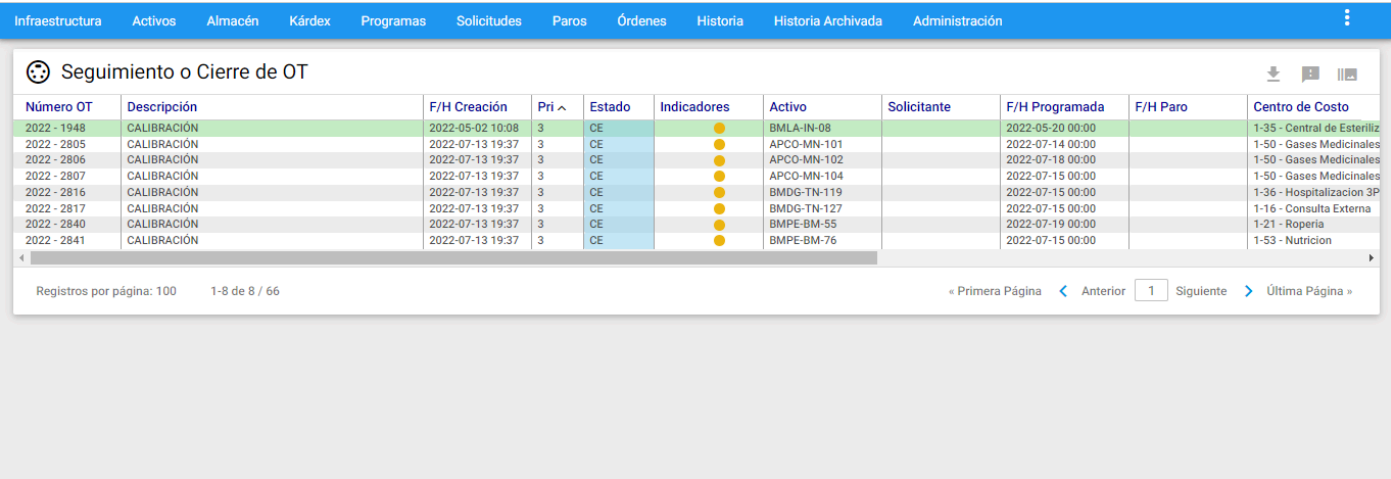 Infraestructura Activos Almacén Kárdex Programas Solicitudes Paros Órdenes Historia Historia Archivada Administración
Seguimiento o Cierre de OT
Número OT Descripción F/H Creación Pri Estado Indicadores Activo Solicitante F/H Programada F/H Paro Centro de Costo
2022 - 1948 CALIBRACIÓN 2022-05-02 10:08 3 CE BMLA-IN-08 2022-05-20 00:00 1-35 - Central de Esteriliz
2022 - 2805 CALIBRACIÓN 2022-07-13 19:37 3 CE APCO-MN-101 2022-07-14 00:00 1-50 - Gases Medicinales
2022 - 2806 CALIBRACIÓN 2022-07-13 19:37 3 CE APCO-MN-102 2022-07-18 00:00 1-50 - Gases Medicinales
2022 - 2807 CALIBRACIÓN 2022-07-13 19:37 3 CE APCO-MN-104 2022-07-15 00:00 1-50 - Gases Medicinales
2022 - 2816 CALIBRACIÓN 2022-07-13 19:37 3 CE BMDG-TN-119 2022-07-15 00:00 1-36 - Hospitalizacion 3P
2022 - 2817 CALIBRACIÓN 2022-07-13 19:37 3 CE BMDG-TN-127 2022-07-15 00:00 1-16 - Consulta Externa
2022 - 2840 CALIBRACIÓN 2022-07-13 19:37 3 CE BMPE-BM-55 2022-07-19 00:00 1-21 - Roperia
2022 - 2841 CALIBRACIÓN 2022-07-13 19:37 3 CE BMPE-BM-76 2022-07-15 00:00 1-53 - Nutricion
Registros por página: 100 1-8 de 8 / 66 « Primera Página Anterior 1 Siguiente Última Página »